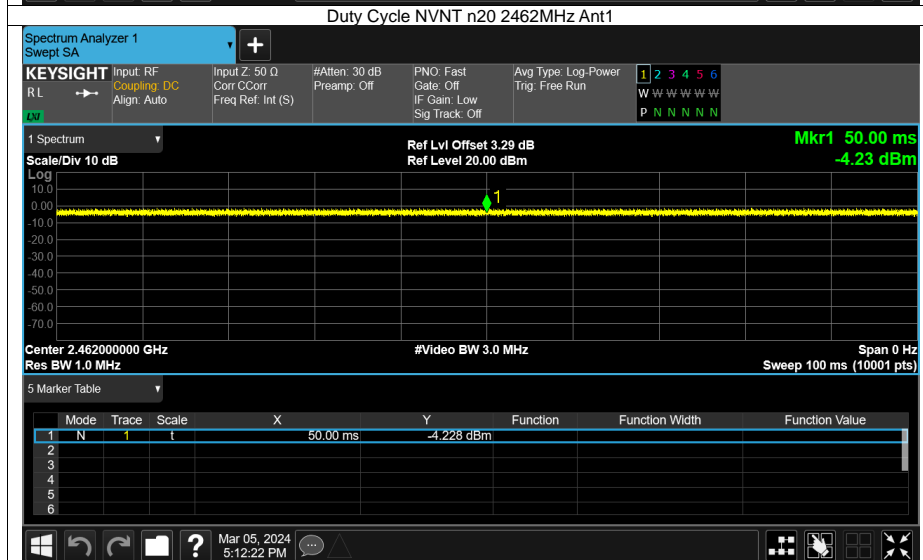 Duty Cycle NVNT n20 2462MHz Ant1
Spectrum Analyzer 1
Swept SA
+
KEYSIGHT Input: RF Input Z: 50 Ω #Atten: 30 dB PNO: Fast Avg Type: Log-Power 1 2 3 4 5 6
RL Coupling: DC Corr CCorr Preamp: Off Gate: Off Trig: Free Run W W W W W W
Align: Auto Freq Ref: Int (S) IF Gain: Low P N N N N N
LXI Sig Track: Off
1 Spectrum Ref Lvl Offset 3.29 dB Mkr1 50.00 ms
Scale/Div 10 dB Ref Level 20.00 dBm -4.23 dBm
Log
10.0
0.00 1
-10.0
-20.0
-30.0
-40.0
-50.0
-60.0
-70.0
Center 2.462000000 GHz #Video BW 3.0 MHz Span 0 Hz
Res BW 1.0 MHz Sweep 100 ms (10001 pts)
5 Marker Table
Mode Trace Scale X Y Function Function Width Function Value
1 N 1 t 50.00 ms -4.228 dBm
2
3
4
5
6
? Mar 05, 2024
5:12:22 PM